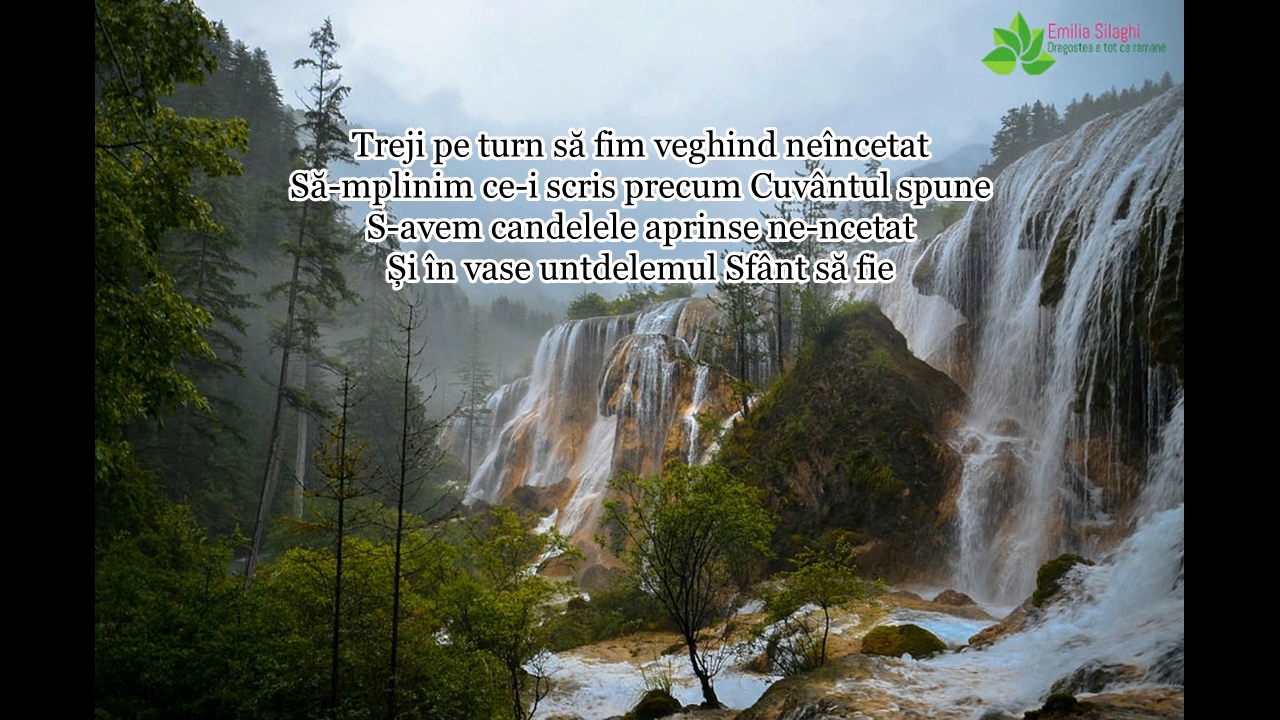 Emilia Silaghi
Dragostea e tot ce ramane
Treji pe turn să fim veghind neîncetat
Să-mplinim ce-i scris precum Cuvântul spune
S-avem candelele aprinse ne-ncetat
Și în vase untdelemul Sfânt să fie